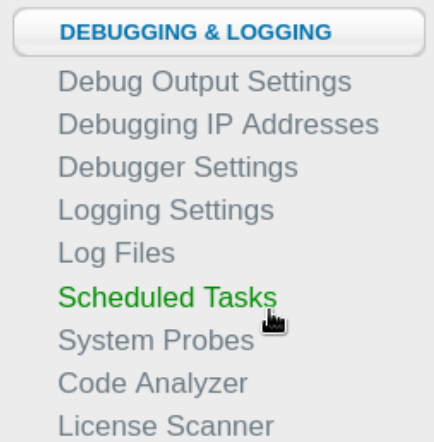 DEBUGGING & LOGGING
Debug Output Settings
Debugging IP Addresses
Debugger Settings
Logging Settings
Log Files
Scheduled Tasks
System Probes
Code Analyzer
License Scanner